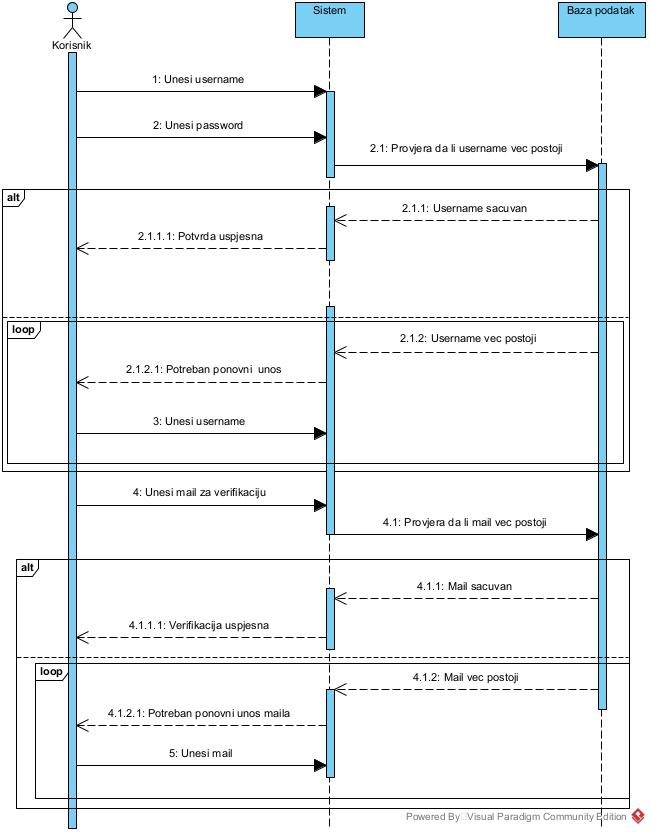 Sistem
Baza podatak
Korisnik
1: Unesi username
2: Unesi password
2.1: Provjera da li username vec postoji
alt
2.1.1: Username sacuvan
2.1.1.1: Potvrda uspjesna
loop
2.1.2: Username vec postoji
2.1.2.1: Potreban ponovni unos
3: Unesi username
4: Unesi mail za verifikaciju
4.1: Provjera da li mail vec postoji
alt
4.1.1: Mail sacuvan
4.1.1.1: Verifikacija uspjesna
loop
4.1.2: Mail vec postoji
4.1.2.1: Potreban ponovni unos maila
5: Unesi mail
Powered By Visual Paradigm Community Edition